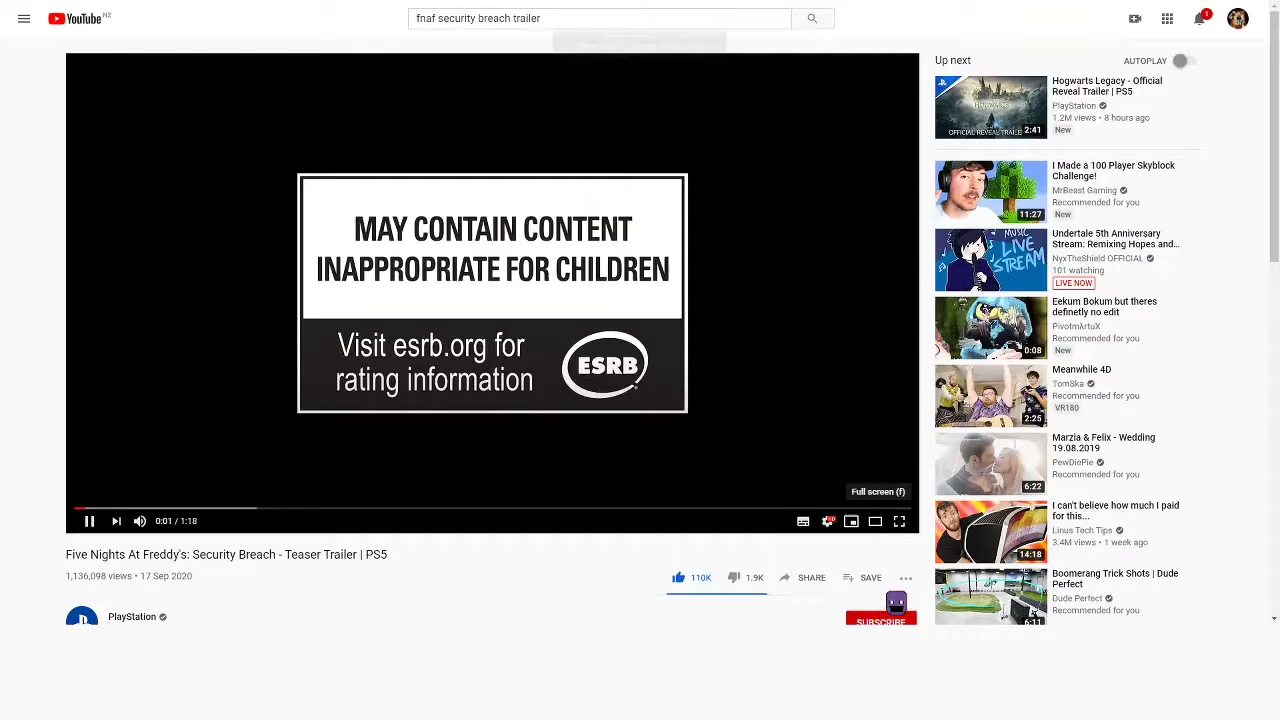 YouTube NZ
fnaf security breach trailer
1
MAY CONTAIN CONTENT
INAPPROPRIATE FOR CHILDREN
Visit esrb.org for
rating information
ESRB
Full screen (f)
0:01 / 1:18
HD
Five Nights At Freddy's: Security Breach - Teaser Trailer | PS5
1,136,098 views • 17 Sep 2020
110K
1.9K
SHARE
SAVE
PlayStation
SUBSCRIBE
Up next
AUTOPLAY
HOGWARTS
OFFICIAL REVEAL TRAILER
2:41
Hogwarts Legacy - Official
Reveal Trailer | PS5
PlayStation
1.2M views • 8 hours ago
New
11:27
I Made a 100 Player Skyblock
Challenge!
MrBeast Gaming
Recommended for you
New
MUSIC
LIVE
STREAM
Undertale 5th Anniversary
Stream: Remixing Hopes and...
NyxTheShield OFFICIAL
101 watching
LIVE NOW
0:08
Eekum Bokum but theres
definetly no edit
PivotmλrtuX
Recommended for you
New
2:25
Meanwhile 4D
TomSka
Recommended for you
VR180
6:22
Marzia & Felix - Wedding
19.08.2019
PewDiePie
Recommended for you
14:18
I can't believe how much I paid
for this...
Linus Tech Tips
3.4M views • 1 week ago
6:11
Boomerang Trick Shots | Dude
Perfect
Dude Perfect
Recommended for you